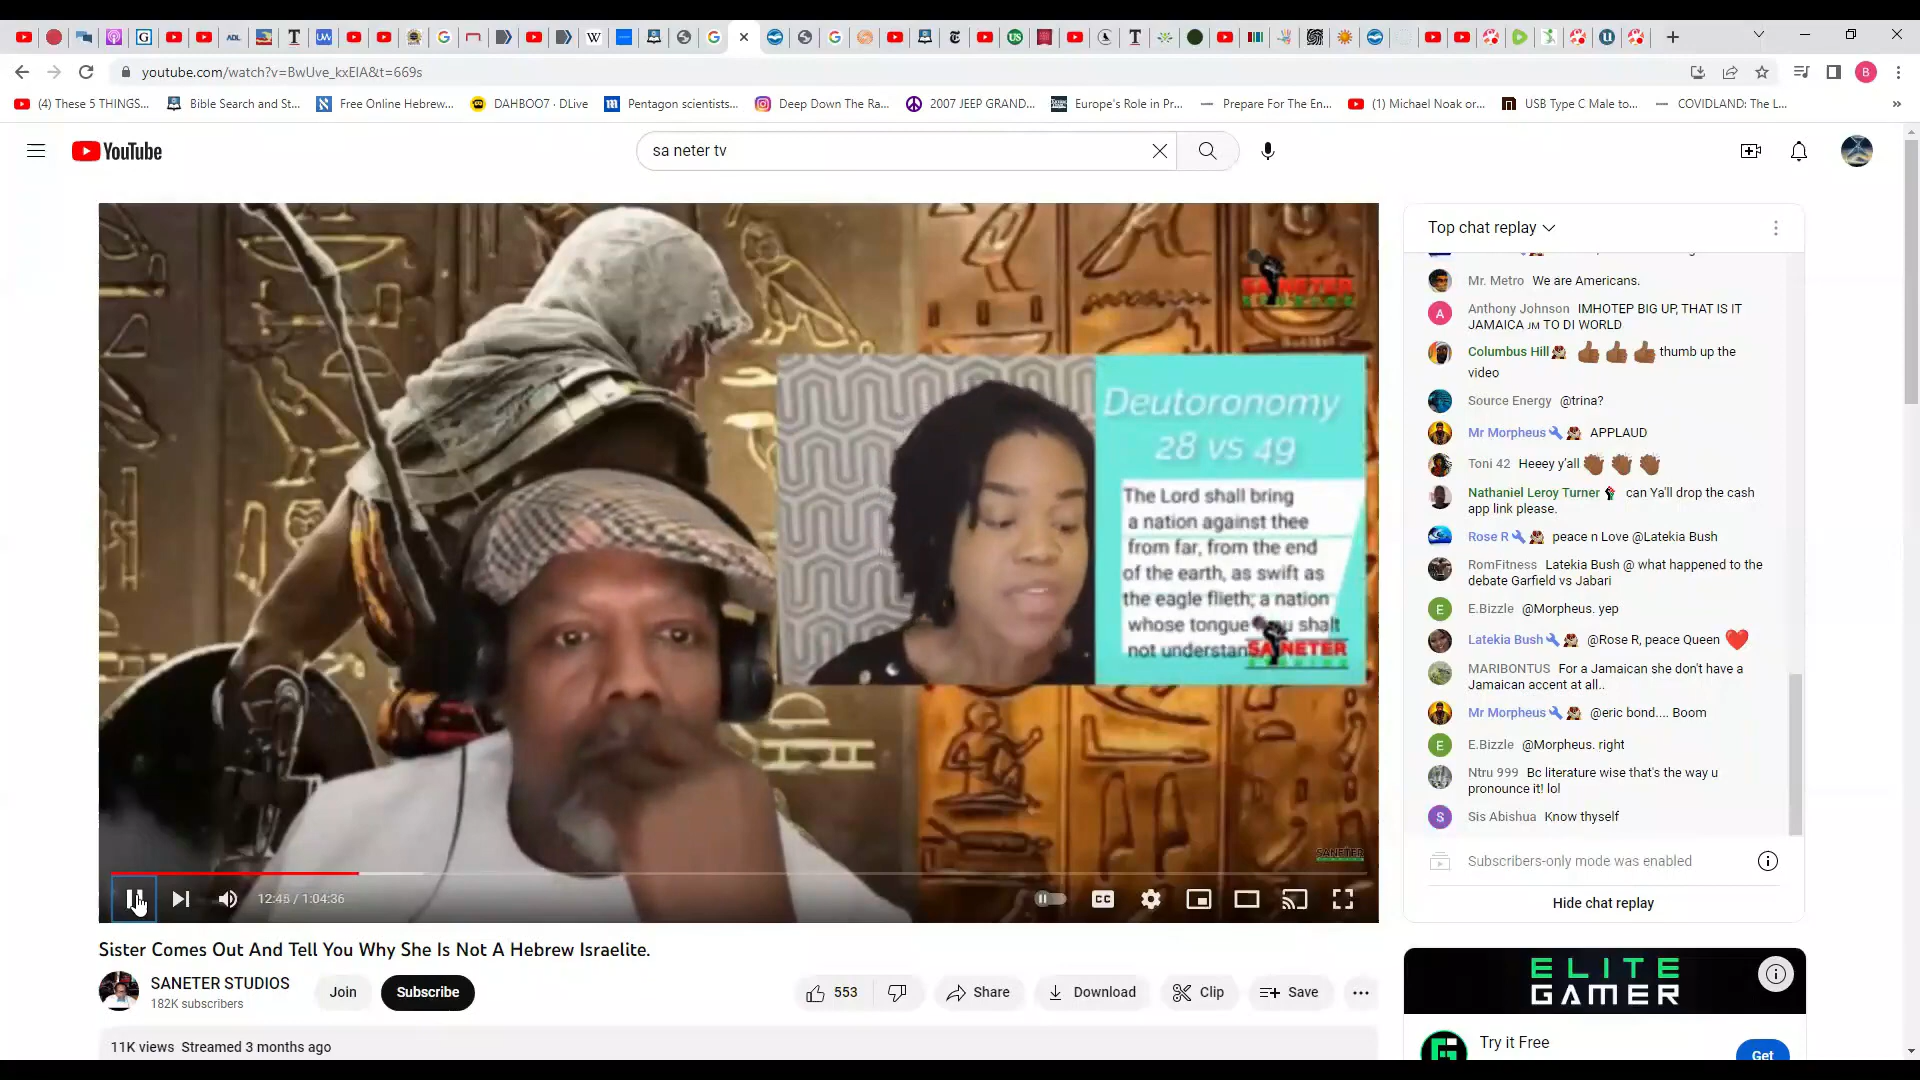 youtube.com/watch?v=BwUve_kxElA&t=669s
B
(4) These 5 THINGS...
Bible Search and St...
Free Online Hebrew...
DAHBOO7 · DLive
Pentagon scientists...
Deep Down The Ra...
2007 JEEP GRAND...
Europe's Role in Pr...
Prepare For The En...
(1) Michael Noak or...
USB Type C Male to...
COVIDLAND: The L...
YouTube
sa neter tv
SA NETER
Deutoronomy
28 vs 49
The Lord shall bring
a nation against thee
from far, from the end
of the earth, as swift as
the eagle flieth; a nation
whose tongue shalt
not understan
SA NETER
SANETER
12:45 / 1:04:36
CC
Top chat replay
Mr. Metro We are Americans.
Anthony Johnson IMHOTEP BIG UP, THAT IS IT
JAMAICA JM TO DI WORLD
Columbus Hill thumb up the
video
Source Energy @trina?
Mr Morpheus APPLAUD
Toni 42 Heeey y'all
Nathaniel Leroy Turner can Ya'll drop the cash
app link please.
Rose R peace n Love @Latekia Bush
RomFitness Latekia Bush @ what happened to the
debate Garfield vs Jabari
E E.Bizzle @Morpheus. yep
Latekia Bush @Rose R, peace Queen
MARIBONTUS For a Jamaican she don't have a
Jamaican accent at all..
Mr Morpheus @eric bond.... Boom
E E.Bizzle @Morpheus. right
Ntru 999 Bc literature wise that's the way u
pronounce it! lol
S Sis Abishua Know thyself
Subscribers-only mode was enabled
Hide chat replay
Sister Comes Out And Tell You Why She Is Not A Hebrew Israelite.
SANETER STUDIOS
182K subscribers
Join
Subscribe
553
Share
Download
Clip
Save
11K views Streamed 3 months ago
ELITE
GAMER
Try it Free
Get